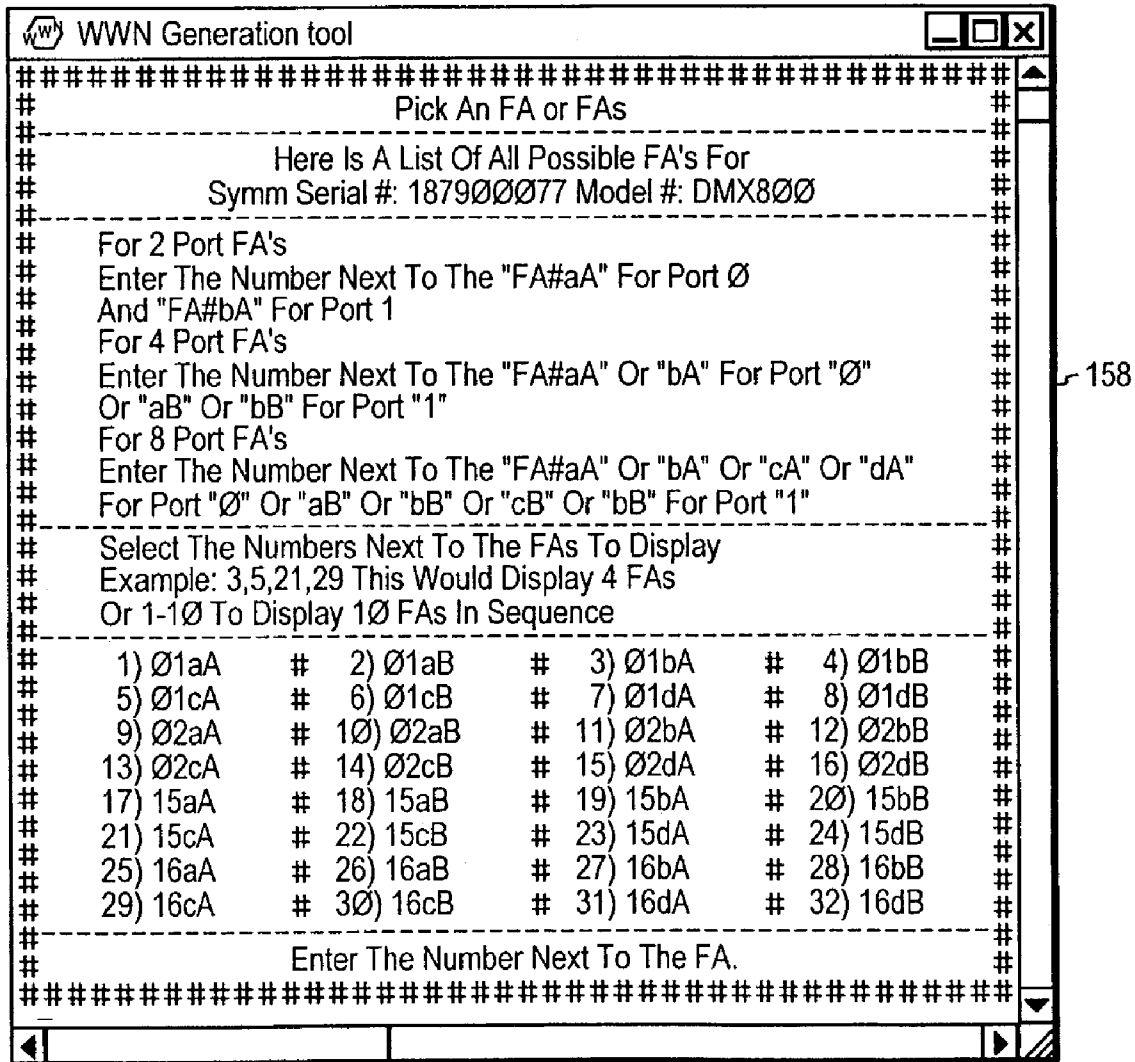 WWN WWN Generation tool
########################################
# Pick An FA or FAs #
#----------------------------------------#
# Here Is A List Of All Possible FA's For #
# Symm Serial #: 1879ØØØ77 Model #: DMX8ØØ #
#----------------------------------------#
# For 2 Port FA's #
# Enter The Number Next To The "FA#aA" For Port Ø #
# And "FA#bA" For Port 1 #
# For 4 Port FA's #
# Enter The Number Next To The "FA#aA" Or "bA" For Port "Ø" #
# Or "aB" Or "bB" For Port "1" #
# For 8 Port FA's #
# Enter The Number Next To The "FA#aA" Or "bA" Or "cA" Or "dA" #
# For Port "Ø" Or "aB" Or "bB" Or "cB" Or "bB" For Port "1" #
#----------------------------------------#
# Select The Numbers Next To The FAs To Display #
# Example: 3,5,21,29 This Would Display 4 FAs #
# Or 1-1Ø To Display 1Ø FAs In Sequence #
#----------------------------------------#
# 1) Ø1aA # 2) Ø1aB # 3) Ø1bA # 4) Ø1bB #
# 5) Ø1cA # 6) Ø1cB # 7) Ø1dA # 8) Ø1dB #
# 9) Ø2aA # 1Ø) Ø2aB # 11) Ø2bA # 12) Ø2bB #
# 13) Ø2cA # 14) Ø2cB # 15) Ø2dA # 16) Ø2dB #
# 17) 15aA # 18) 15aB # 19) 15bA # 2Ø) 15bB #
# 21) 15cA # 22) 15cB # 23) 15dA # 24) 15dB #
# 25) 16aA # 26) 16aB # 27) 16bA # 28) 16bB #
# 29) 16cA # 3Ø) 16cB # 31) 16dA # 32) 16dB #
#----------------------------------------#
# Enter The Number Next To The FA. #
########################################
_
158